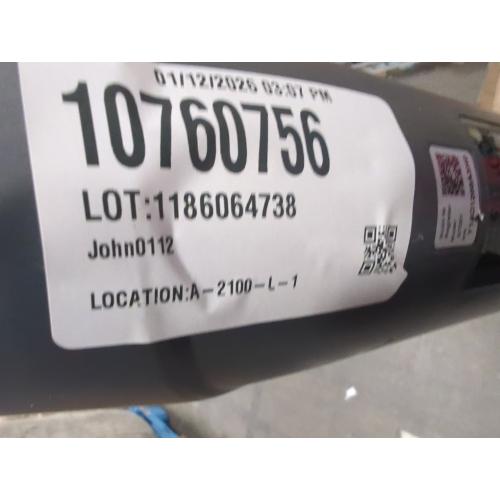 01/12/2026 03:07 PM
10760756
LOT:1186064738
John0112
LOCATION:A-2100-L-1